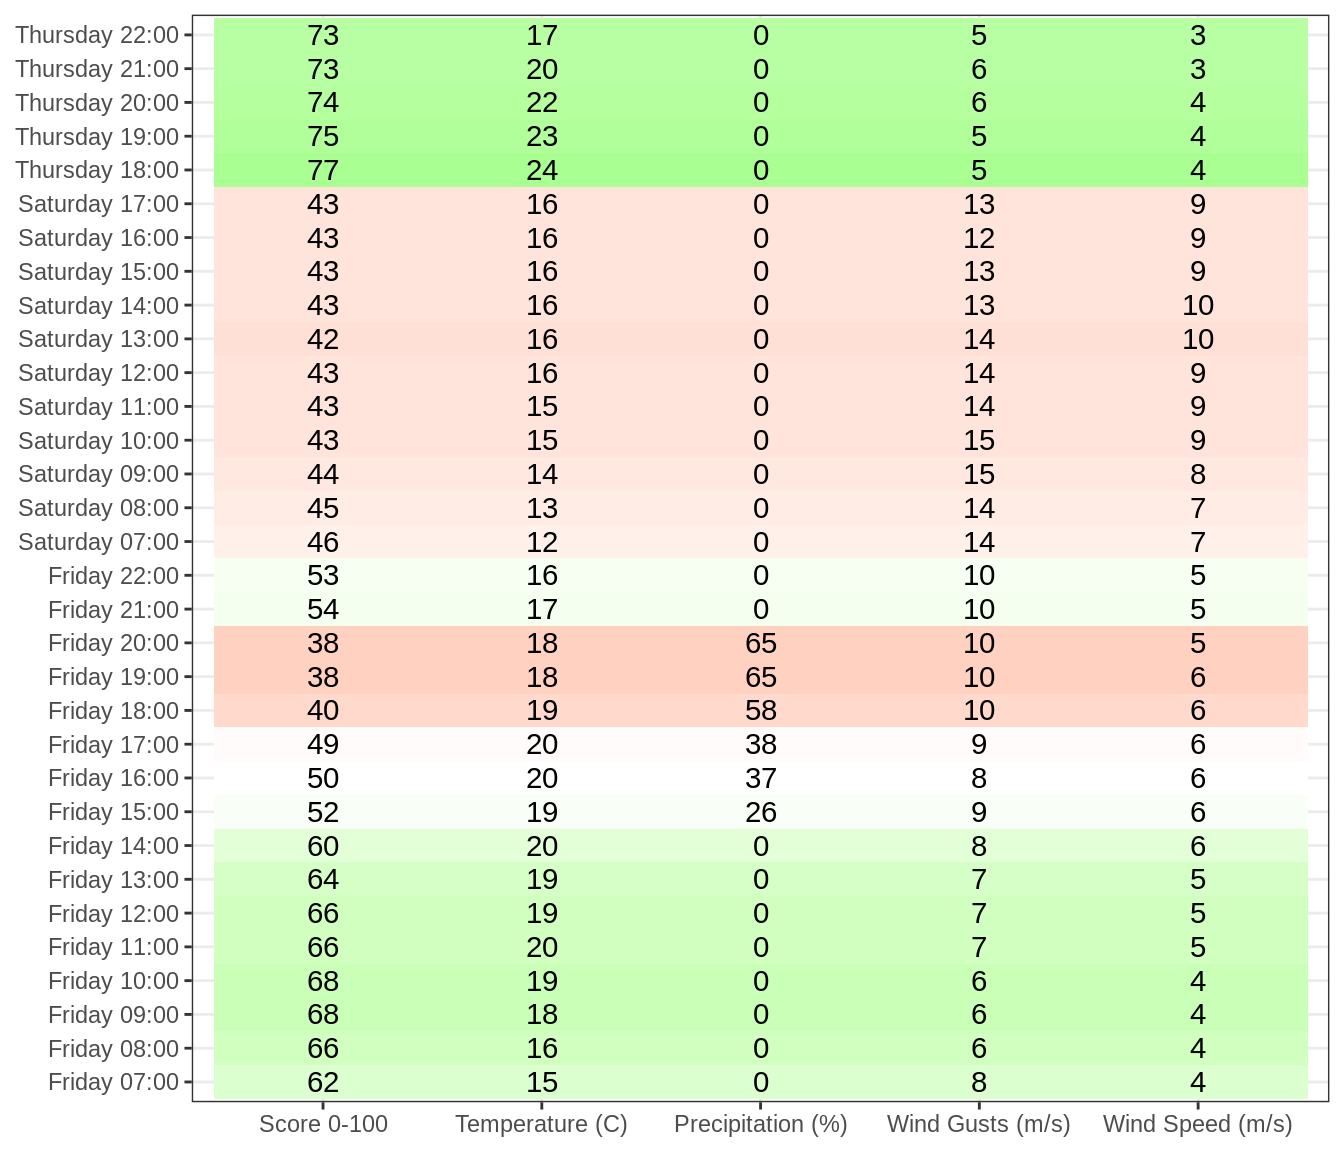 Thursday 22:00 73 17 0 5 3
Thursday 21:00 73 20 0 6 3
Thursday 20:00 74 22 0 6 4
Thursday 19:00 75 23 0 5 4
Thursday 18:00 77 24 0 5 4
Saturday 17:00 43 16 0 13 9
Saturday 16:00 43 16 0 12 9
Saturday 15:00 43 16 0 13 9
Saturday 14:00 43 16 0 13 10
Saturday 13:00 42 16 0 14 10
Saturday 12:00 43 16 0 14 9
Saturday 11:00 43 15 0 14 9
Saturday 10:00 43 15 0 15 9
Saturday 09:00 44 14 0 15 8
Saturday 08:00 45 13 0 14 7
Saturday 07:00 46 12 0 14 7
Friday 22:00 53 16 0 10 5
Friday 21:00 54 17 0 10 5
Friday 20:00 38 18 65 10 5
Friday 19:00 38 18 65 10 6
Friday 18:00 40 19 58 10 6
Friday 17:00 49 20 38 9 6
Friday 16:00 50 20 37 8 6
Friday 15:00 52 19 26 9 6
Friday 14:00 60 20 0 8 6
Friday 13:00 64 19 0 7 5
Friday 12:00 66 19 0 7 5
Friday 11:00 66 20 0 7 5
Friday 10:00 68 19 0 6 4
Friday 09:00 68 18 0 6 4
Friday 08:00 66 16 0 6 4
Friday 07:00 62 15 0 8 4
Score 0-100 Temperature (C) Precipitation (%) Wind Gusts (m/s) Wind Speed (m/s)